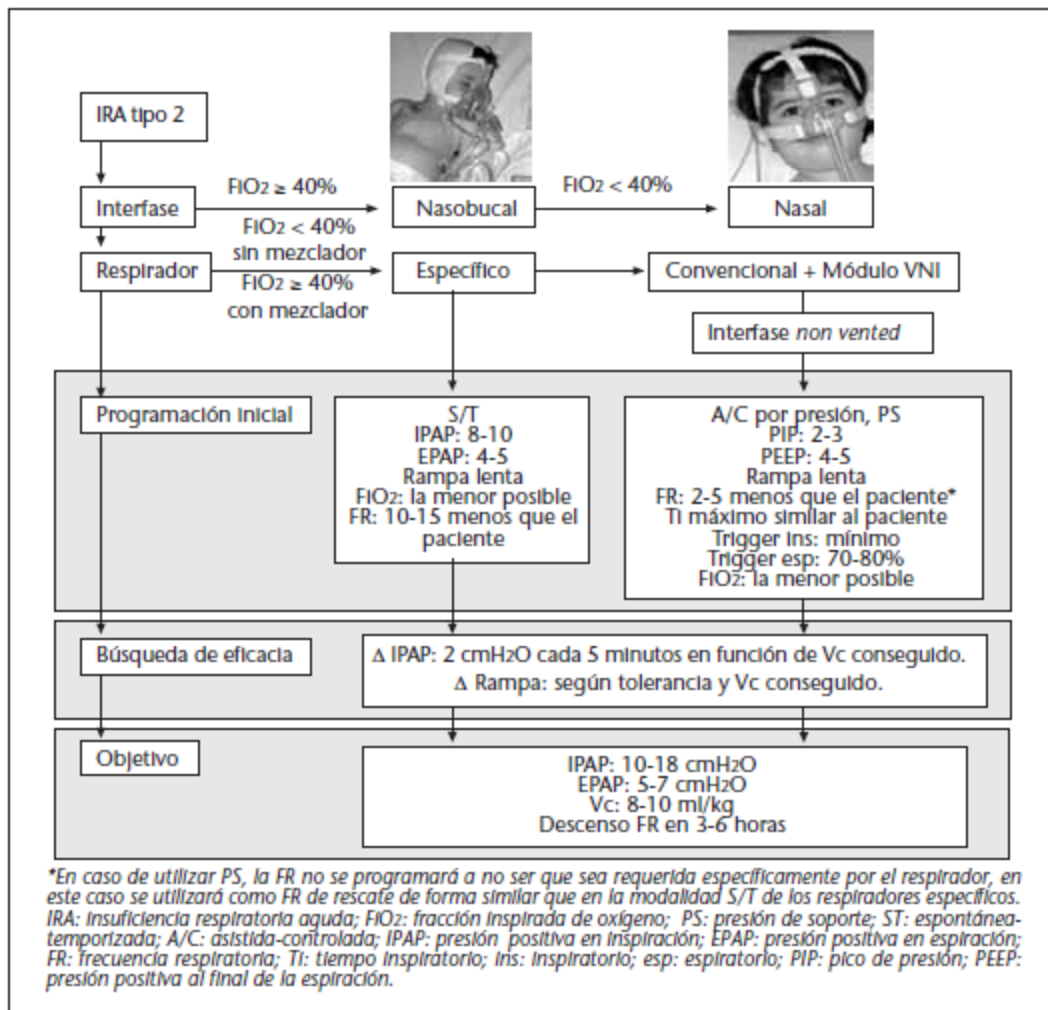 IRA tipo 2
FIO2 ≥ 40%
FIO2 < 40%
Interfase
Nasobucal
Nasal
FIO2 < 40%
sin mezclador
Respirador
Específico
Convencional + Módulo VNI
FIO2 ≥ 40%
con mezclador
Interfase non vented
Programación inicial
S/T
IPAP: 8-10
EPAP: 4-5
Rampa lenta
FIO2: la menor posible
FR: 10-15 menos que el
paciente
A/C por presión, PS
PIP: 2-3
PEEP: 4-5
Rampa lenta
FR: 2-5 menos que el paciente*
Ti máximo similar al paciente
Trigger ins: mínimo
Trigger esp: 70-80%
FIO2: la menor posible
Búsqueda de eficacia
Δ IPAP: 2 cmH2O cada 5 minutos en función de Vc conseguido.
Δ Rampa: según tolerancia y Vc conseguido.
Objetivo
IPAP: 10-18 cmH2O
EPAP: 5-7 cmH2O
Vc: 8-10 ml/kg
Descenso FR en 3-6 horas
*En caso de utilizar PS, la FR no se programará a no ser que sea requerida específicamente por el respirador, en
este caso se utilizará como FR de rescate de forma similar que en la modalidad S/T de los respiradores específicos.
IRA: insuficiencia respiratoria aguda; FIO2: fracción inspirada de oxígeno; PS: presión de soporte; ST: espontánea-
temporizada; A/C: asistida-controlada; IPAP: presión positiva en inspiración; EPAP: presión positiva en espiración;
FR: frecuencia respiratoria; Ti: tiempo inspiratorio; ins: inspiratorio; esp: espiratorio; PIP: pico de presión; PEEP:
presión positiva al final de la espiración.